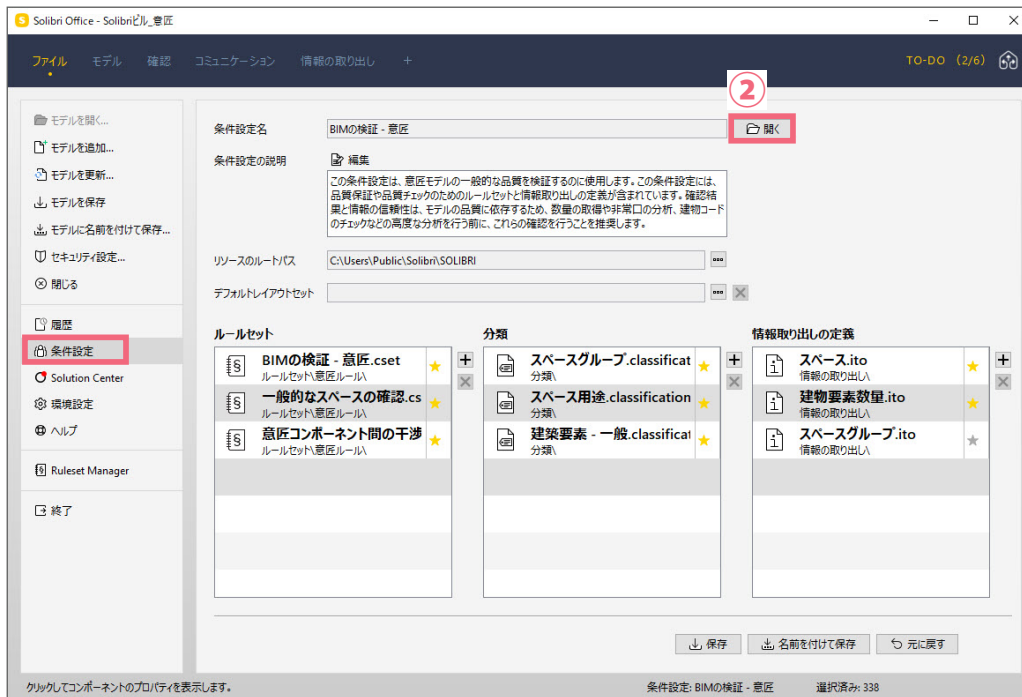 Solibri Office - Solibriビル_意匠
ファイル モデル 確認 コミュニケーション 情報の取り出し +
TO-DO (2/6)
②
モデルを開く...
モデルを追加...
モデルを更新...
モデルを保存
モデルに名前を付けて保存...
セキュリティ設定...
閉じる
履歴
条件設定
Solution Center
環境設定
ヘルプ
Ruleset Manager
終了
条件設定名
BIMの検証 - 意匠
開く
条件設定の説明
編集
この条件設定は、意匠モデルの一般的な品質を検証するのに使用します。この条件設定には、
品質保証や品質チェックのためのルールセットと情報取り出しの定義が含まれています。確認結
果と情報の信頼性は、モデルの品質に依存するため、数量の取得や非常口の分析、建物コード
のチェックなどの高度な分析を行う前に、これらの確認を行うことを推奨します。
リソースのルートパス
C:\Users\Public\Solibri\SOLIBRI
デフォルトレイアウトセット
ルールセット
BIMの検証 - 意匠.cset
ルールセット\意匠ルール\
一般的なスペースの確認.cs
ルールセット\意匠ルール\
意匠コンポーネント間の干渉
ルールセット\意匠ルール\
分類
スペースグループ.classificat
分類\
スペース用途.classification
分類\
建築要素 - 一般.classificat
分類\
情報取り出しの定義
スペース.ito
情報の取り出し\
建物要素数量.ito
情報の取り出し\
スペースグループ.ito
情報の取り出し\
保存
名前を付けて保存
元に戻す
クリックしてコンポーネントのプロパティを表示します。
条件設定: BIMの検証 - 意匠
選択済み: 338